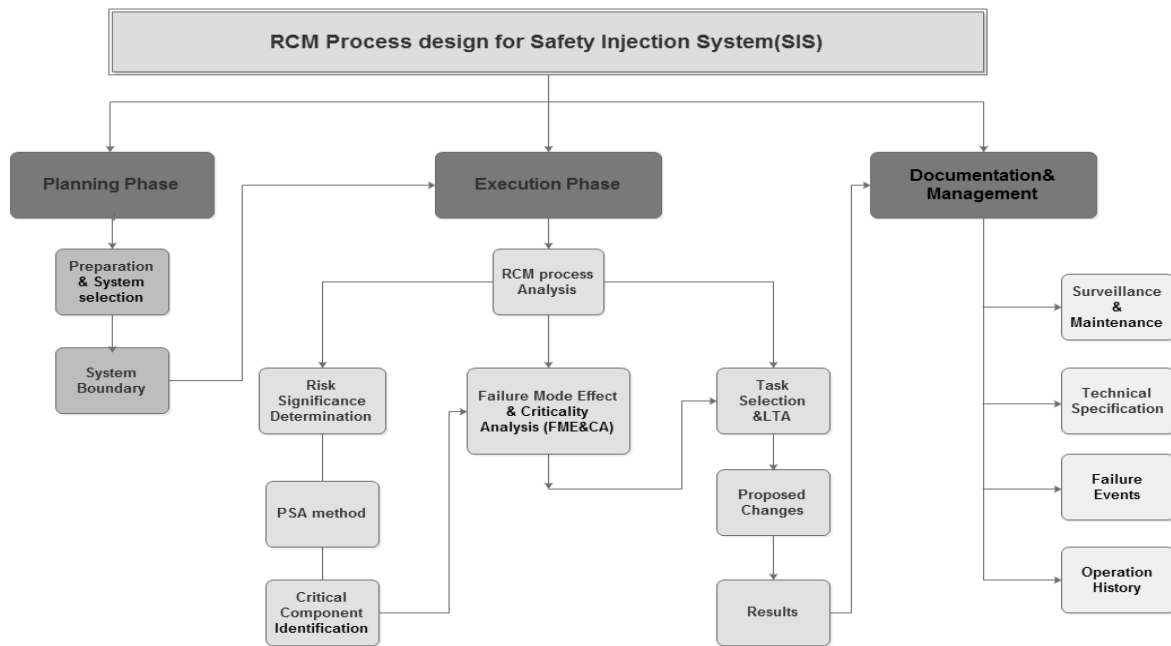 RCM Process design for Safety Injection System(SIS)
Planning Phase
Execution Phase
Documentation&
Management
Preparation
& System
selection
System
Boundary
RCM process
Analysis
Risk
Significance
Determination
PSA method
Critical
Component
Identification
Failure Mode Effect
& Criticality
Analysis (FME&CA)
Task
Selection
&LTA
Proposed
Changes
Results
Surveillance
&
Maintenance
Technical
Specification
Failure
Events
Operation
History